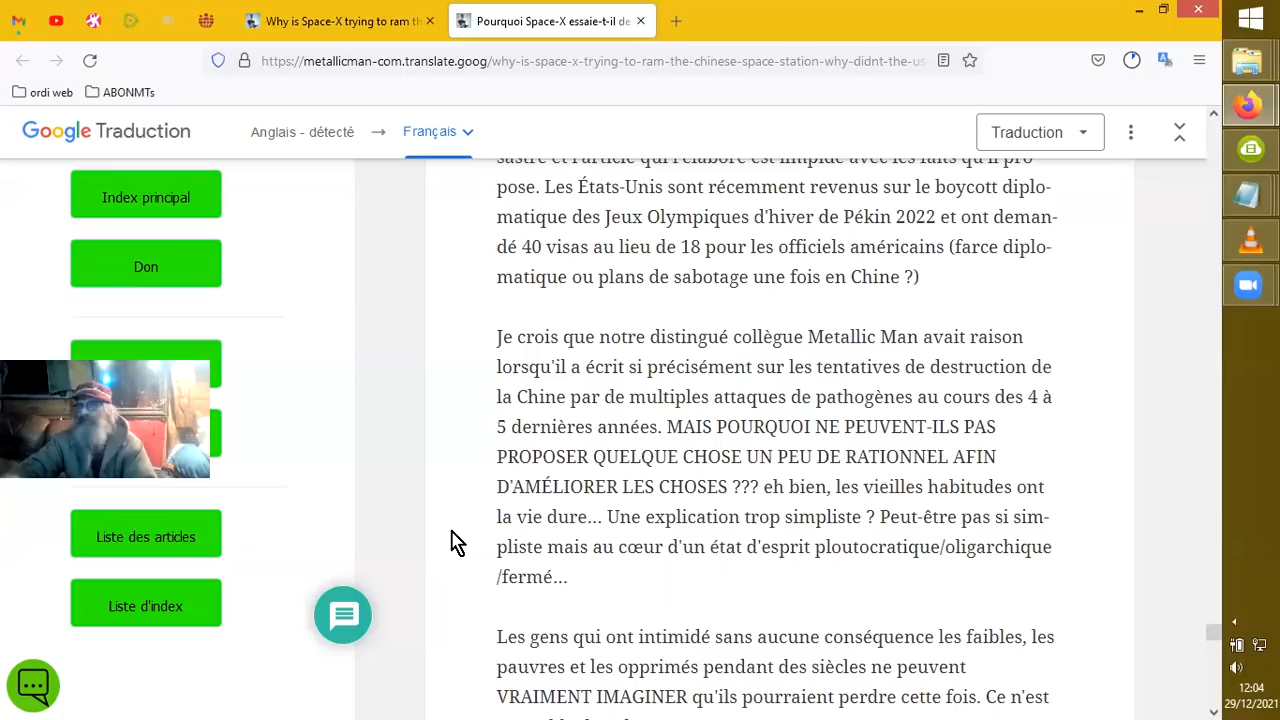 Why is Space-X trying to ram th
Pourquoi Space-X essaie-t-il de
https://metallicman-com.translate.goog/why-is-space-x-trying-to-ram-the-chinese-space-station-why-didnt-the-us
ordi web
ABONMTs
Google Traduction
Anglais - détecté
Français
Traduction
Index principal
Don
Liste des articles
Liste d'index
pose. Les États-Unis sont récemment revenus sur le boycott diplo-
matique des Jeux Olympiques d'hiver de Pékin 2022 et ont deman-
dé 40 visas au lieu de 18 pour les officiels américains (farce diplo-
matique ou plans de sabotage une fois en Chine ?)
Je crois que notre distingué collègue Metallic Man avait raison
lorsqu'il a écrit si précisément sur les tentatives de destruction de
la Chine par de multiples attaques de pathogènes au cours des 4 à
5 dernières années. MAIS POURQUOI NE PEUVENT-ILS PAS
PROPOSER QUELQUE CHOSE UN PEU DE RATIONNEL AFIN
D'AMÉLIORER LES CHOSES ??? eh bien, les vieilles habitudes ont
la vie dure... Une explication trop simpliste ? Peut-être pas si sim-
pliste mais au cœur d'un état d'esprit ploutocratique/oligarchique
/fermé...
Les gens qui ont intimidé sans aucune conséquence les faibles, les
pauvres et les opprimés pendant des siècles ne peuvent
VRAIMENT IMAGINER qu'ils pourraient perdre cette fois. Ce n'est
12:04
29/12/2021